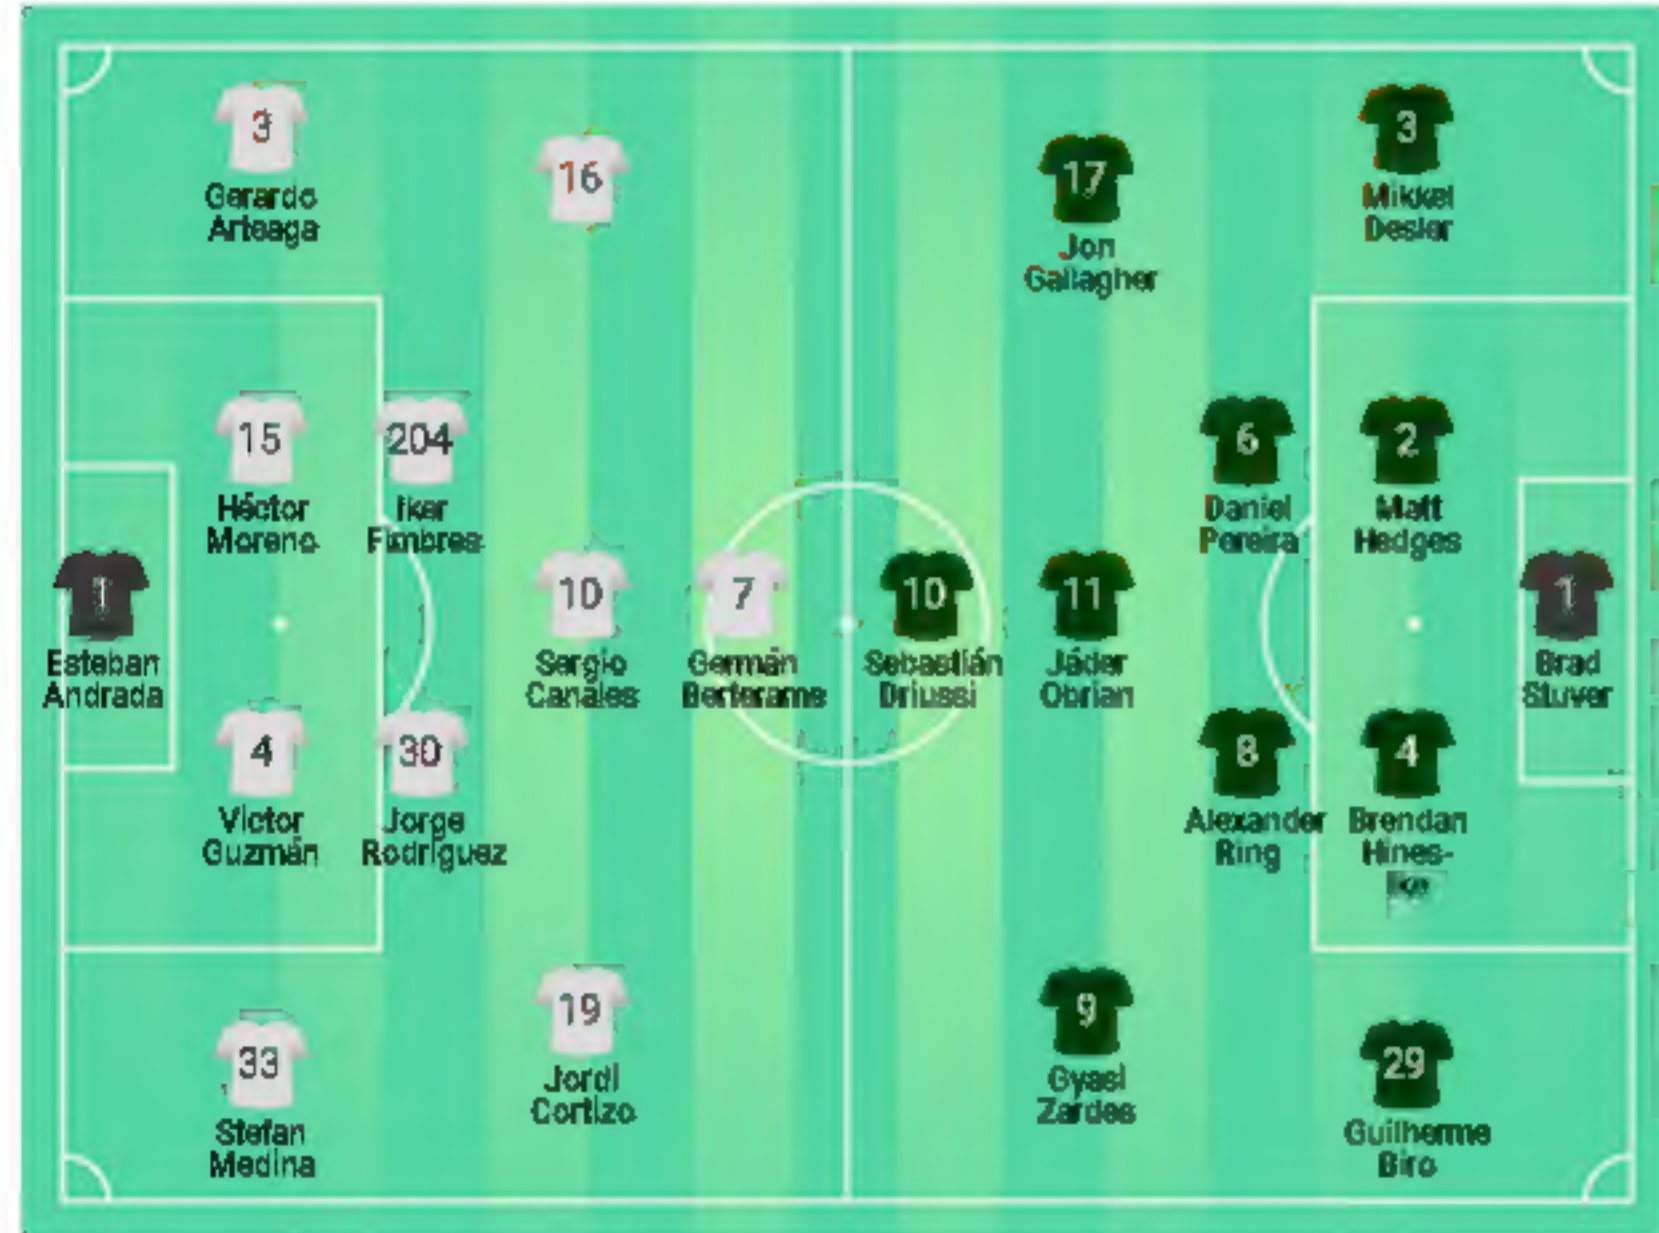 3
Gerardo
Arteaga
16
17
Jon
Gallagher
3
Mikkel
Desler
15
Héctor
Moreno
204
Iker
Fimbres
6
Daniel
Pereira
2
Matt
Hedges
1
Esteban
Andrada
10
Sergio
Canales
7
Germán
Berterame
10
Sebastián
Driussi
11
Jáder
Obrian
1
Brad
Stuver
4
Víctor
Guzmán
30
Jorge
Rodríguez
8
Alexander
Ring
4
Brendan
Hines-
33
Stefan
Medina
19
Jordi
Cortizo
9
Gyasi
Zardes
29
Guilherme
Biro